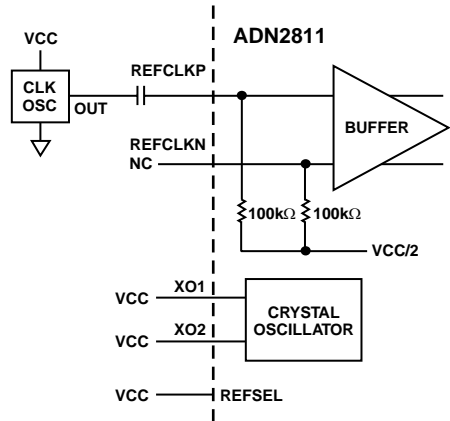 ADN2811
VCC
CLK
OSC
OUT
REFCLKP
REFCLKN
NC
BUFFER
100kΩ
100kΩ
VCC/2
VCC
XO1
VCC
XO2
CRYSTAL
OSCILLATOR
VCC
REFSEL